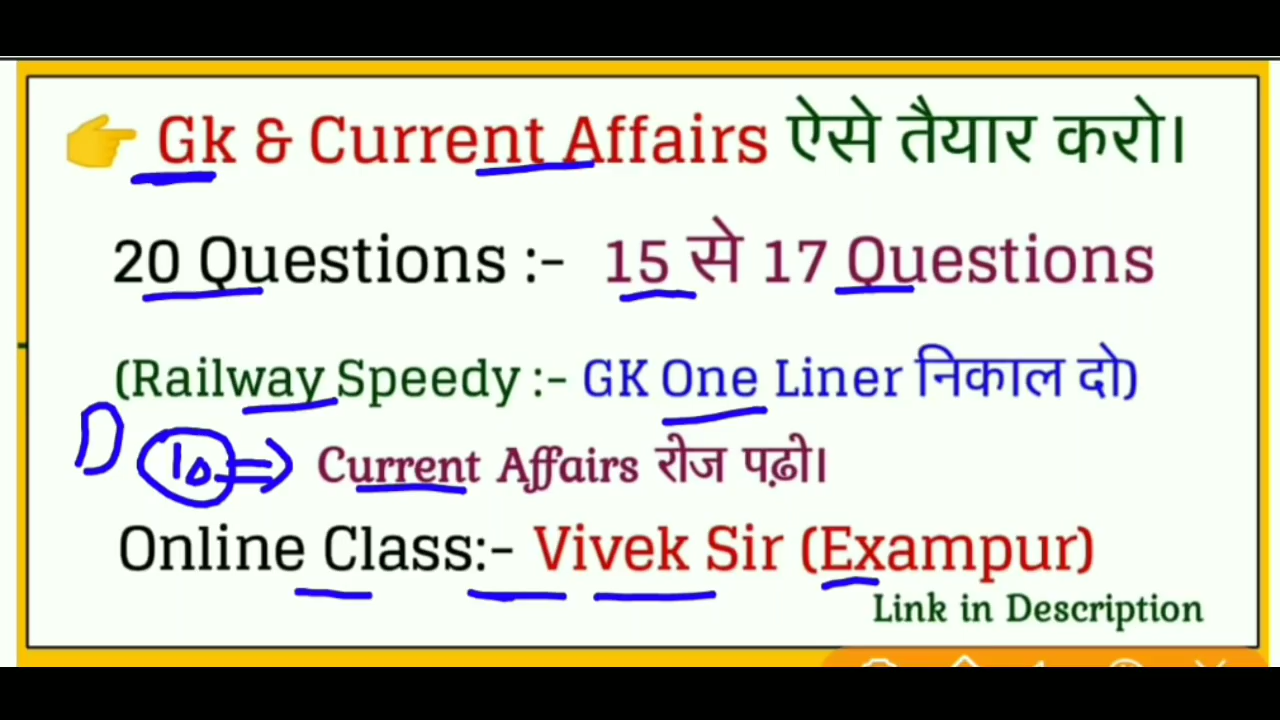 👉 Gk & Current Affairs ऐसे तैयार करो।
20 Questions :- 15 से 17 Questions
(Railway Speedy :- GK One Liner निकाल दो)
10 ⇒ Current Affairs रोज पढ़ो।
Online Class:- Vivek Sir (Exampur)
Link in Description